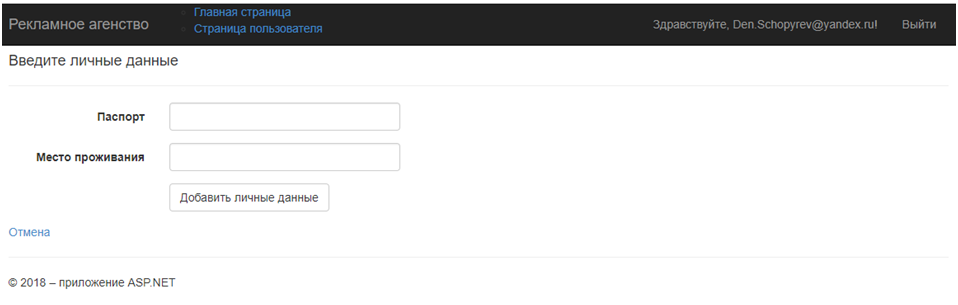 Рекламное агенство
Главная страница
Страница пользователя
Здравствуйте, Den.Schopyrev@yandex.ru!
Выйти
Введите личные данные
Паспорт
Место проживания
Добавить личные данные
Отмена
© 2018 – приложение ASP.NET